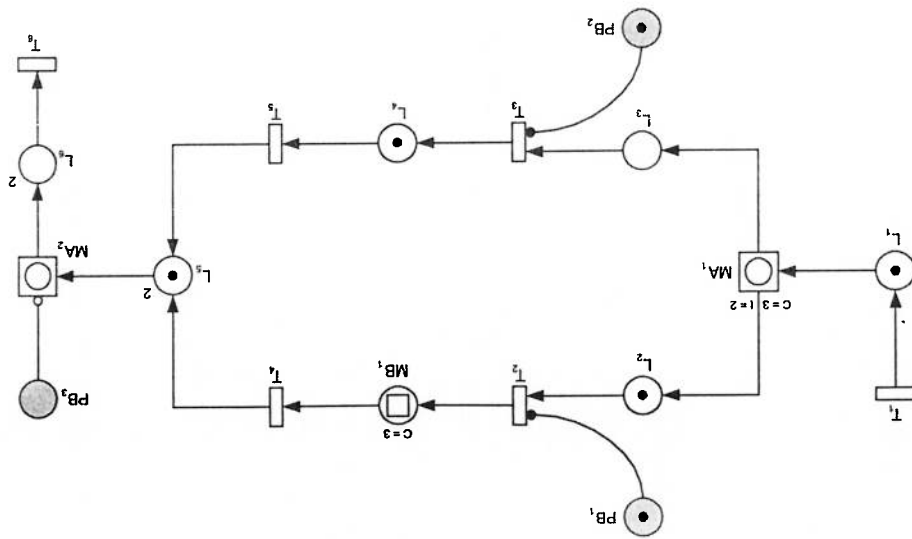 PB₁
C = 3
T₁
PB₃
L₂
T₂
MB₁
T₄
C = 3 t = 2
MA₁
L₁
2
L₅
MA₂
2
L₆
L₃
T₃
L₄
T₅
T₆
PB₂